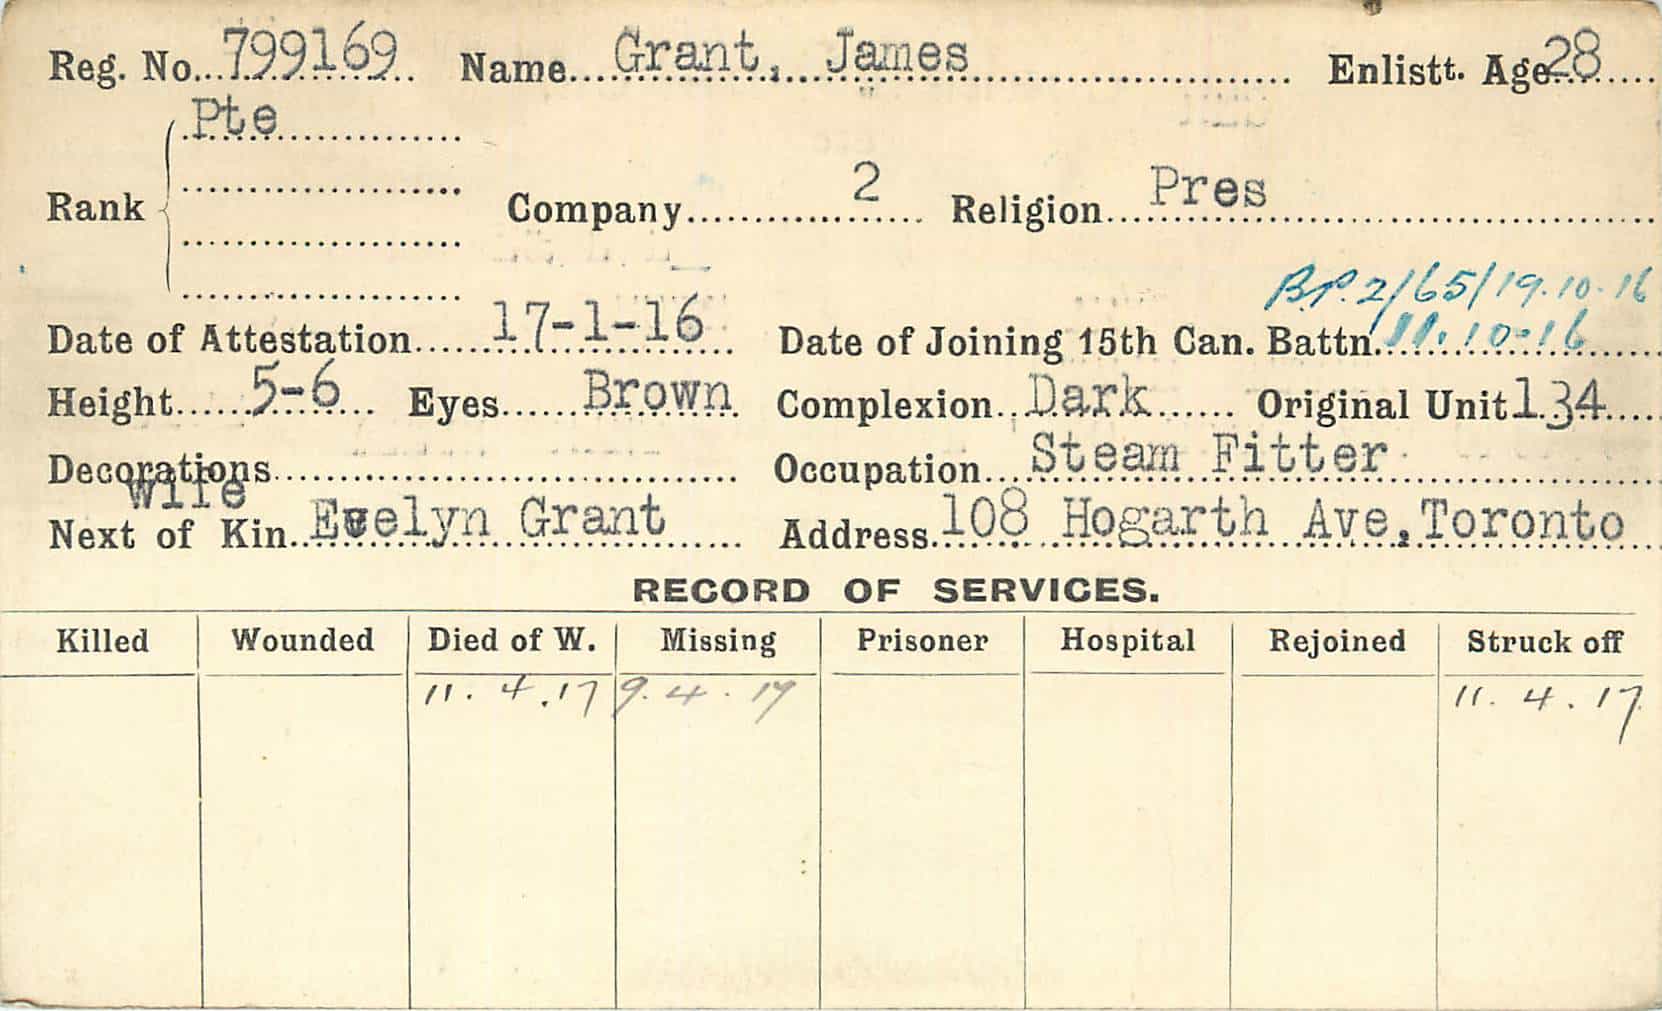 Reg. No. 799169 Name Grant, James Enlistt. Age 28
Pte
Rank Company 2 Religion Pres
B.P. 2/65/19.10.16
Date of Attestation 17-1-16 Date of Joining 15th Can. Battn. 11.10-16
Height 5-6 Eyes Brown Complexion Dark Original Unit 134
Decorations Occupation Steam Fitter
Wife
Next of Kin Evelyn Grant Address 108 Hogarth Ave, Toronto
RECORD OF SERVICES.
Killed Wounded Died of W. Missing Prisoner Hospital Rejoined Struck off
11.4.17 9.4.17 11.4.17